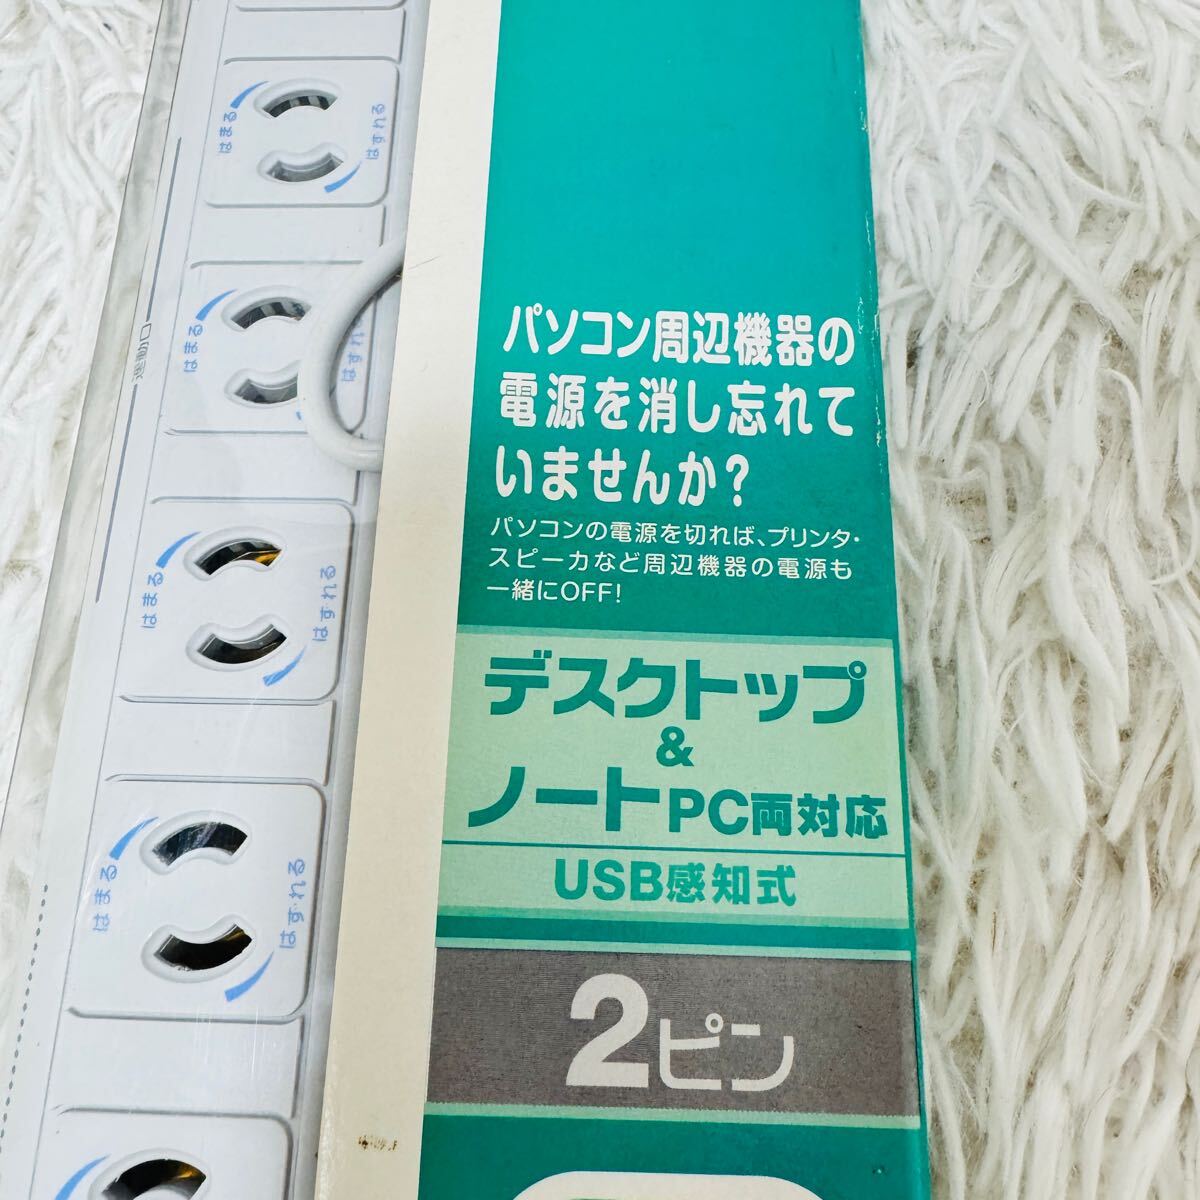 はまる
はずれる
連動口
はまる
はずれ
はまる
はずれる
はまる
はずれる
パソコン周辺機器の
電源を消し忘れて
いませんか?
パソコンの電源を切れば、プリンタ・
スピーカなど周辺機器の電源も
一緒にOFF!
デスクトップ
&
ノートPC両対応
USB感知式
2ピン